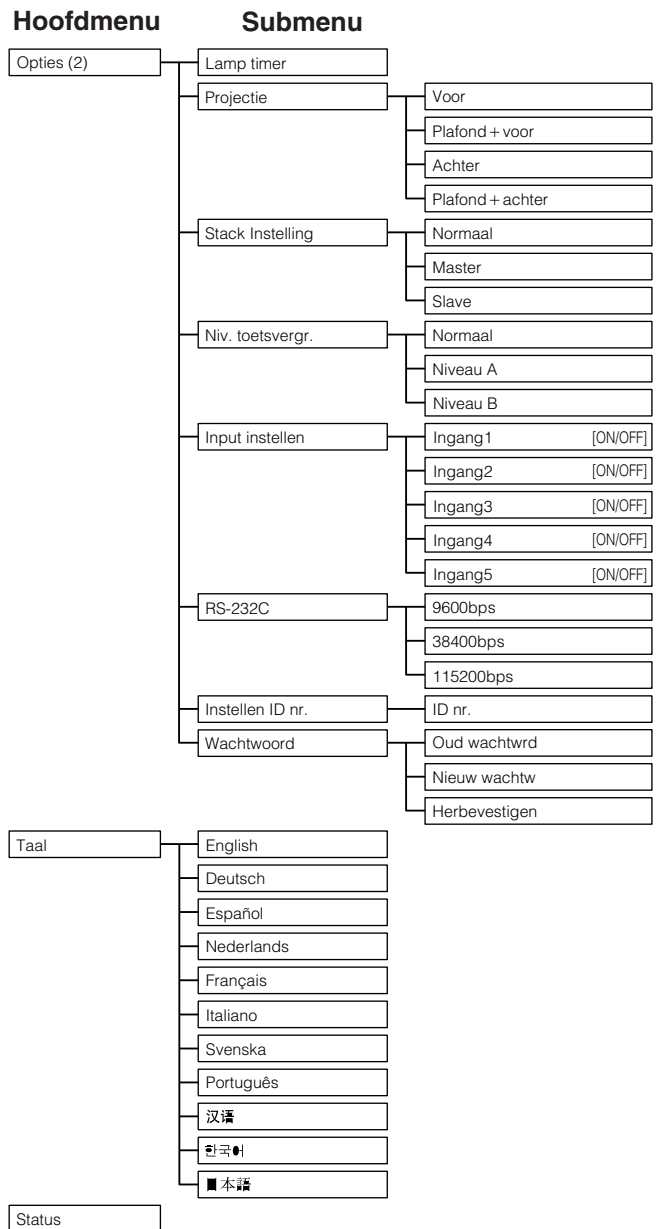 Hoofdmenu Submenu
Opties (2) Lamp timer
Projectie Voor
Plafond+voor
Achter
Plafond+achter
Stack Instelling Normaal
Master
Slave
Niv. toetsvergr. Normaal
Niveau A
Niveau B
Input instellen Ingang1 [ON/OFF]
Ingang2 [ON/OFF]
Ingang3 [ON/OFF]
Ingang4 [ON/OFF]
Ingang5 [ON/OFF]
RS-232C 9600bps
38400bps
115200bps
Instellen ID nr. ID nr.
Wachtwoord Oud wachtwrd
Nieuw wachtw
Herbevestigen
Taal English
Deutsch
Español
Nederlands
Français
Italiano
Svenska
Português
汉语
한국어
日本語
Status